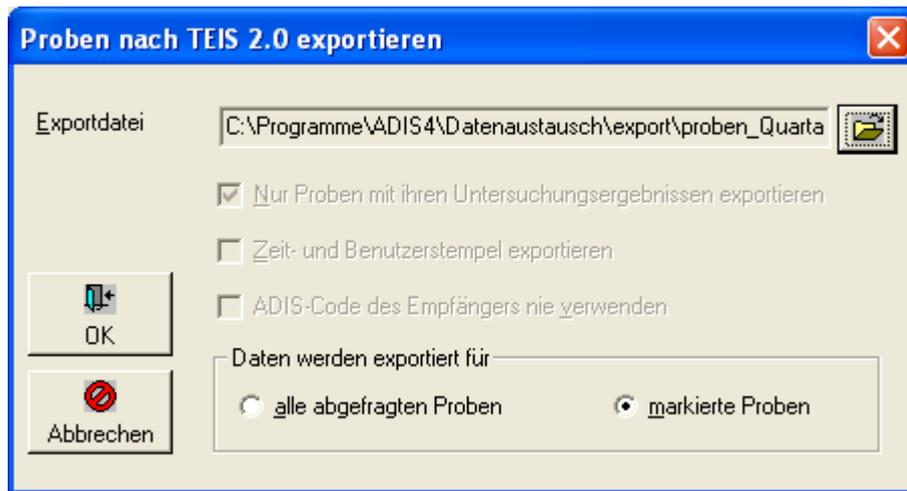 Proben nach TEIS 2.0 exportieren
Exportdatei
C:\Programme\ADIS4\Datenaustausch\export\proben_Quarta
Nur Proben mit ihren Untersuchungsergebnissen exportieren
Zeit- und Benutzerstempel exportieren
ADIS-Code des Empfängers nie verwenden
OK
Daten werden exportiert für
alle abgefragten Proben
markierte Proben
Abbrechen